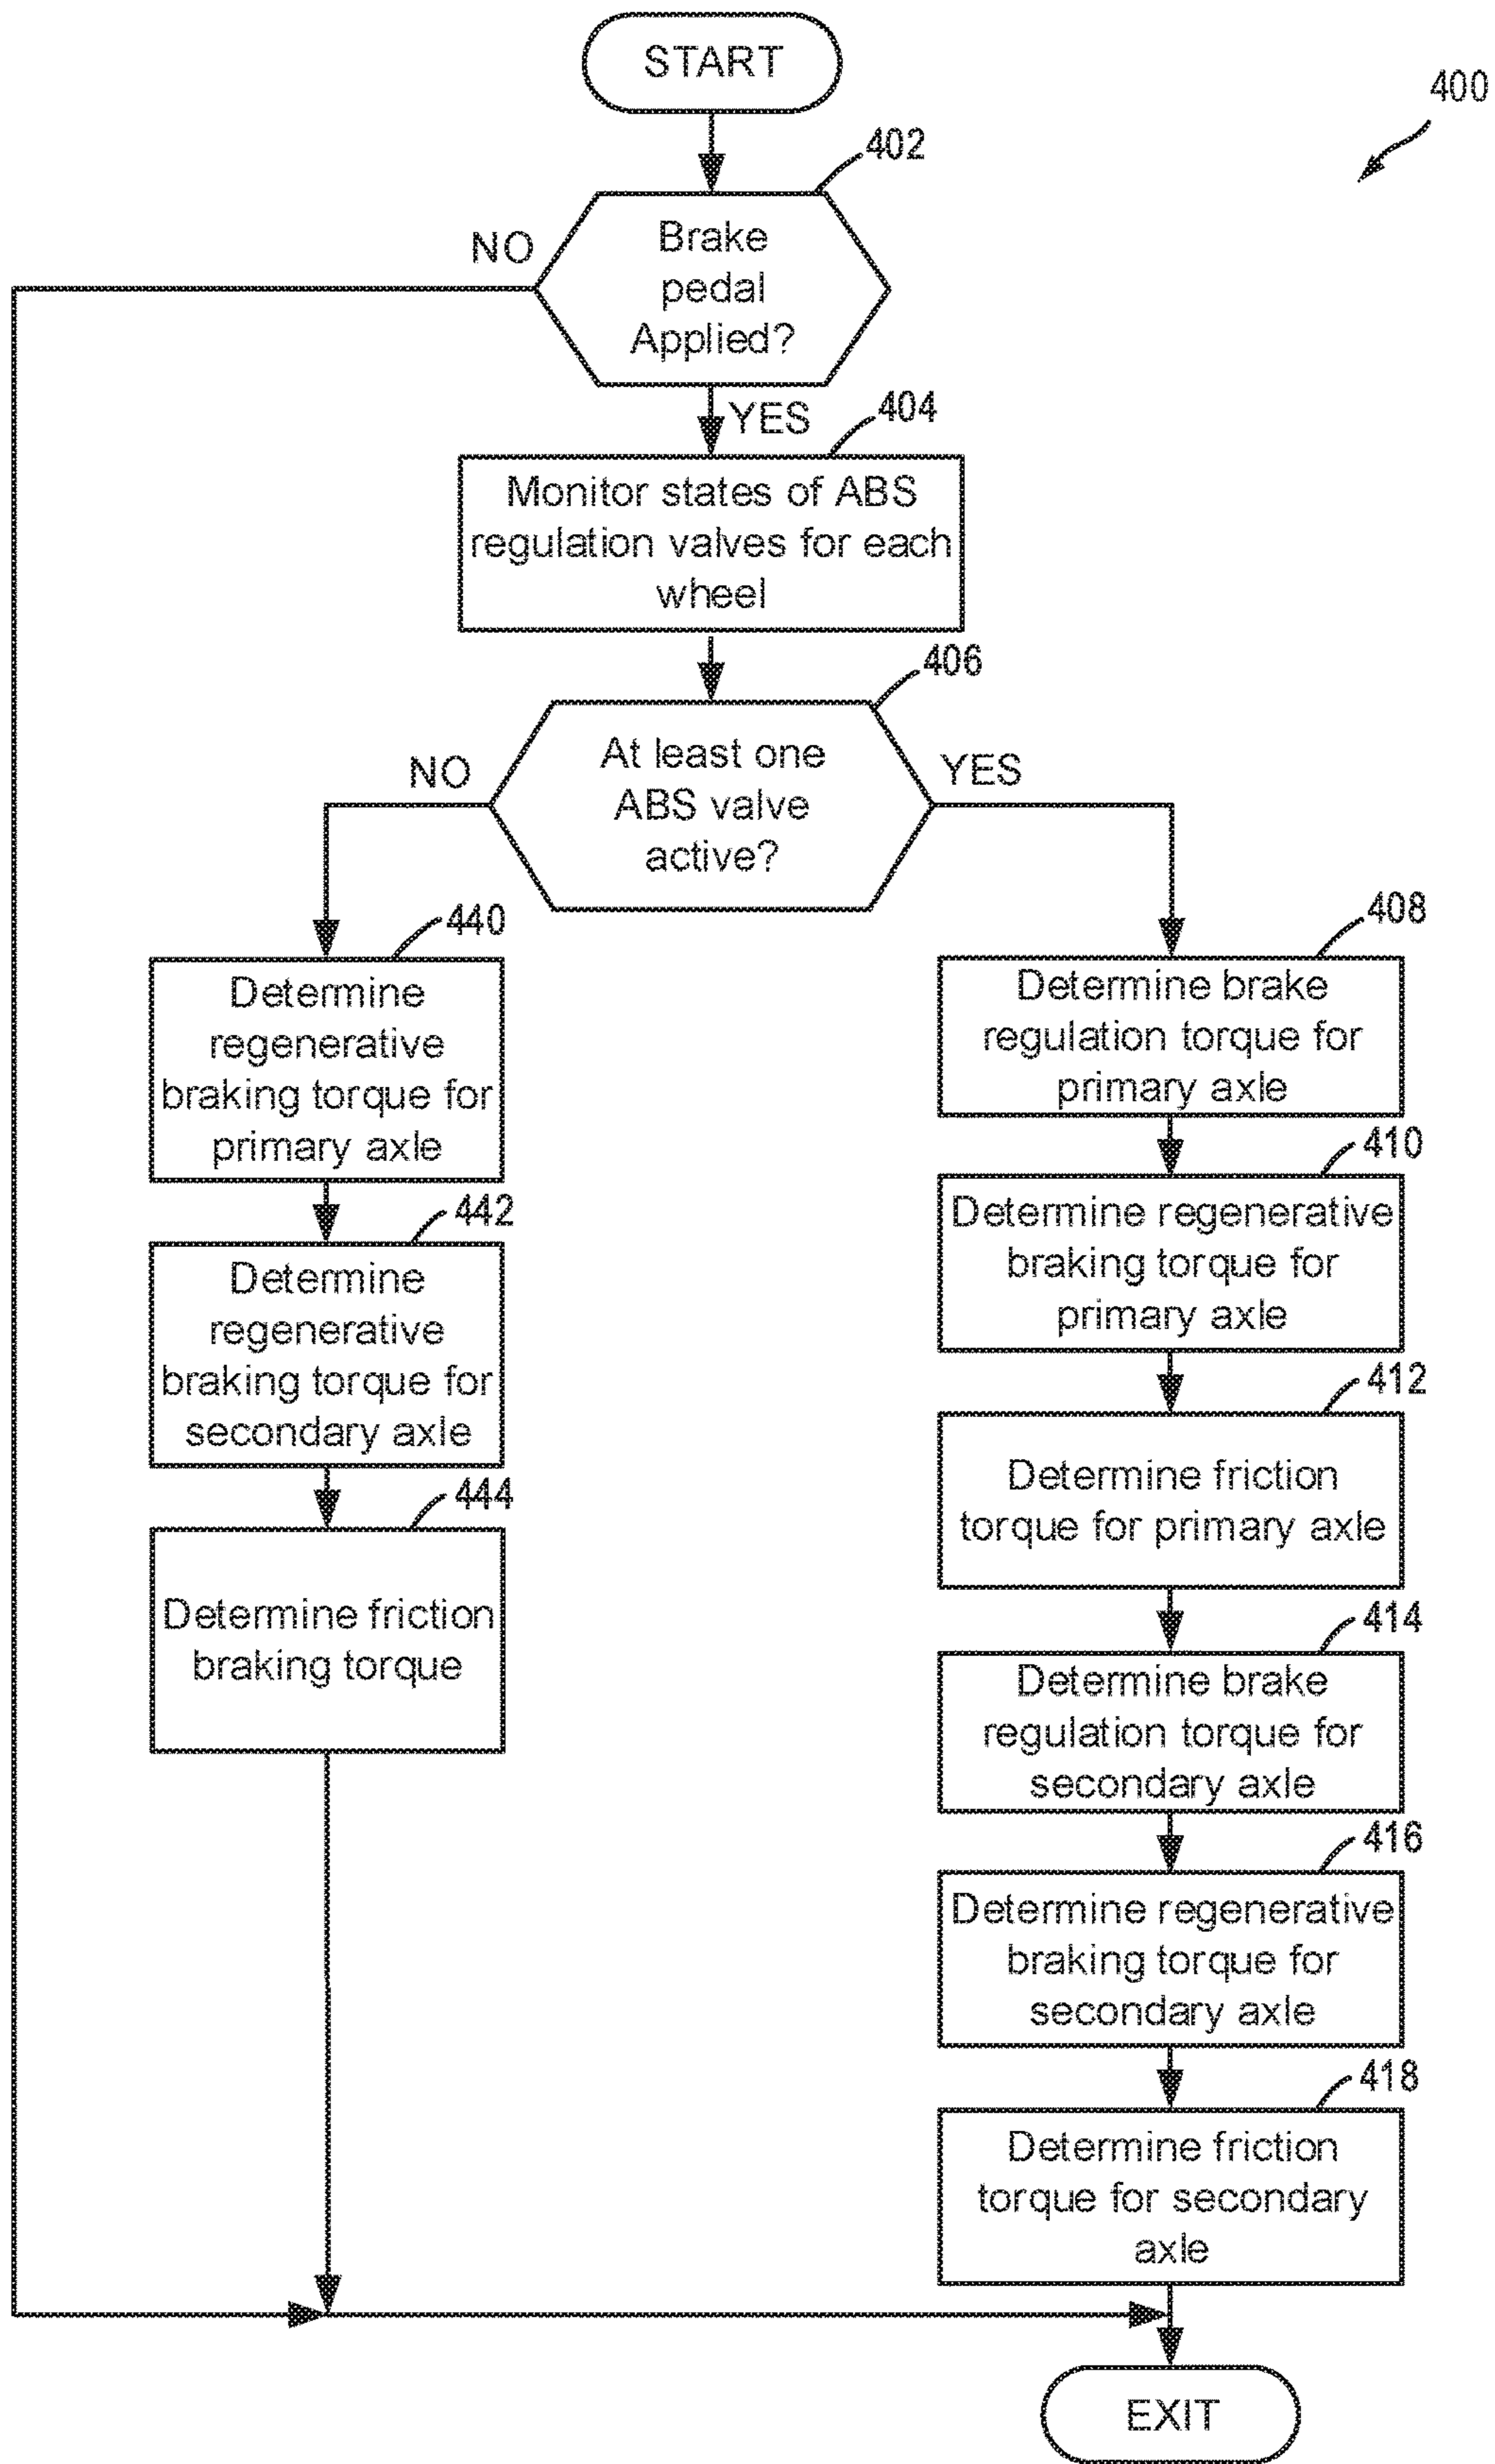 START
400
402
NO
Brake
pedal
Applied?
YES
404
Monitor states of ABS
regulation valves for each
wheel
406
NO
At least one
ABS valve
active?
YES
440
Determine
regenerative
braking torque for
primary axle
442
Determine
regenerative
braking torque for
secondary axle
444
Determine friction
braking torque
408
Determine brake
regulation torque for
primary axle
410
Determine regenerative
braking torque for
primary axle
412
Determine friction
torque for primary axle
414
Determine brake
regulation torque for
secondary axle
416
Determine regenerative
braking torque for
secondary axle
418
Determine friction
torque for secondary
axle
EXIT